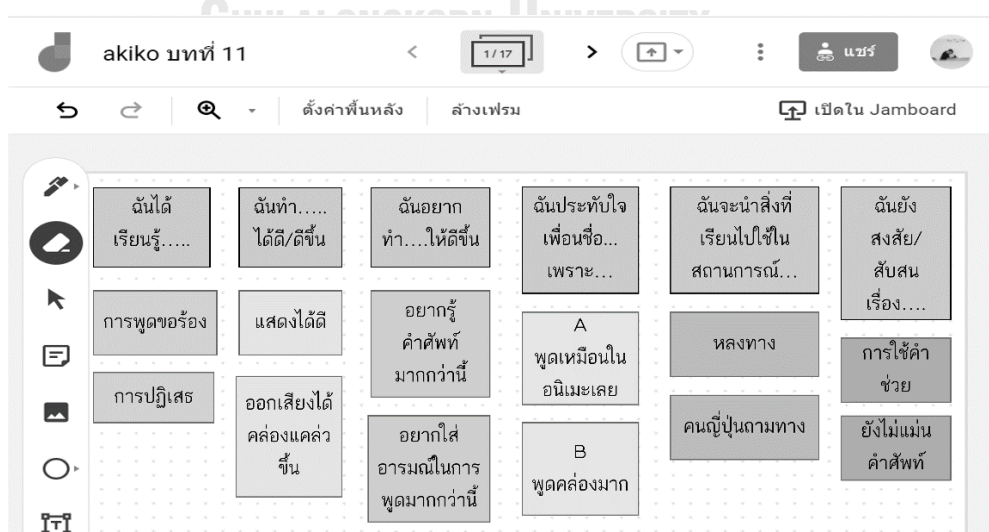 CHULALONGKORN UNIVERSITY
akiko บทที่ 11
1/17
แชร์
ตั้งค่าพื้นหลัง
ล้างเฟรม
เปิดใน Jamboard
ฉันได้
เรียนรู้.....
ฉันทำ.....
ได้ดี/ดีขึ้น
ฉันอยาก
ทำ....ให้ดีขึ้น
ฉันประทับใจ
เพื่อนชื่อ...
เพราะ...
ฉันจะนำสิ่งที่
เรียนไปใช้ใน
สถานการณ์...
ฉันยัง
สงสัย/
สับสน
เรื่อง....
การพูดขอร้อง
แสดงได้ดี
อยากรู้
คำศัพท์
มากกว่านี้
A
พูดเหมือนใน
อนิเมะเลย
หลงทาง
การใช้คำ
ช่วย
การปฏิเสธ
ออกเสียงได้
คล่องแคล่ว
ขึ้น
อยากใส่
อารมณ์ในการ
พูดมากกว่านี้
B
พูดคล่องมาก
คนญี่ปุ่นถามทาง
ยังไม่แม่น
คำศัพท์